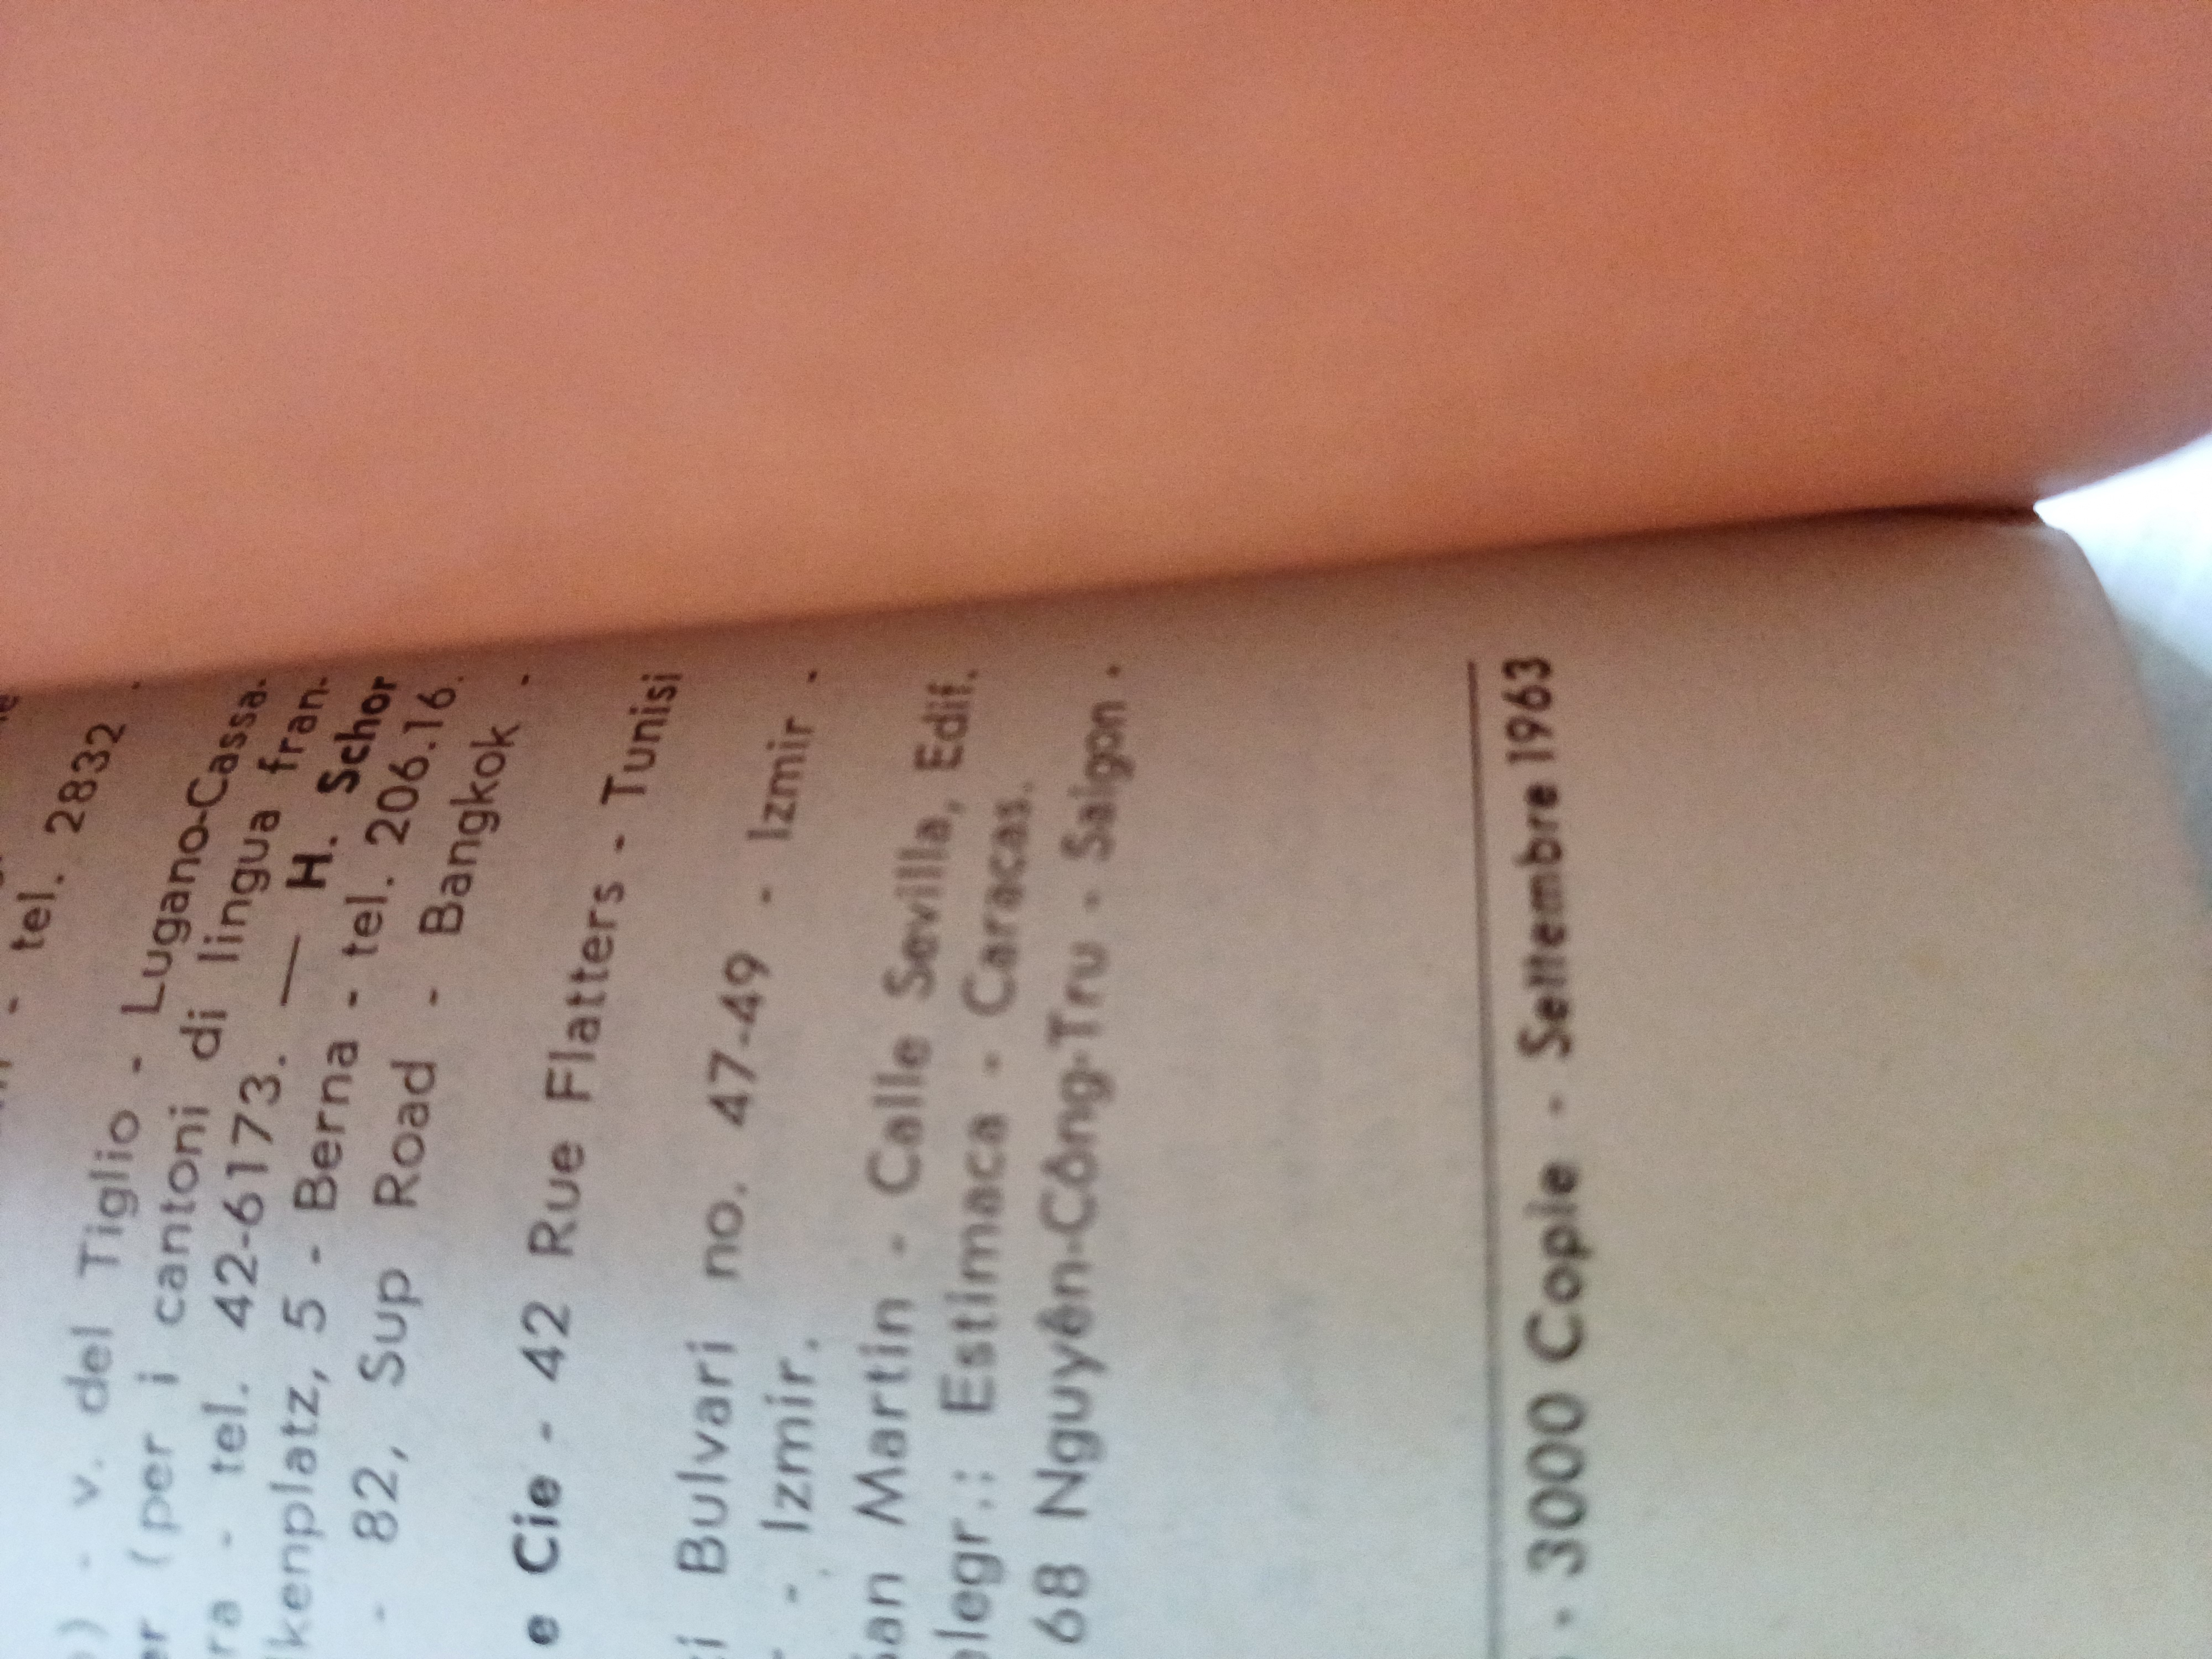 - tel. 2832 .
) - v. del Tiglio - Lugano-Cassa.
er (per i cantoni di lingua fran.
ra - tel. 42-6173. — H. Schor
kenplatz, 5 - Berna - tel. 206.16.
- 82, Sup Road - Bangkok -
e Cie - 42 Rue Flatters - Tunisi
i Bulvari no. 47-49 - Izmir -
- Izmir.
San Martin - Calle Sevilla, Edif.
elegr.: Estimaca - Caracas.
68 Nguyên-Công-Tru - Saigon .
- 3000 Copie - Settembre 1963